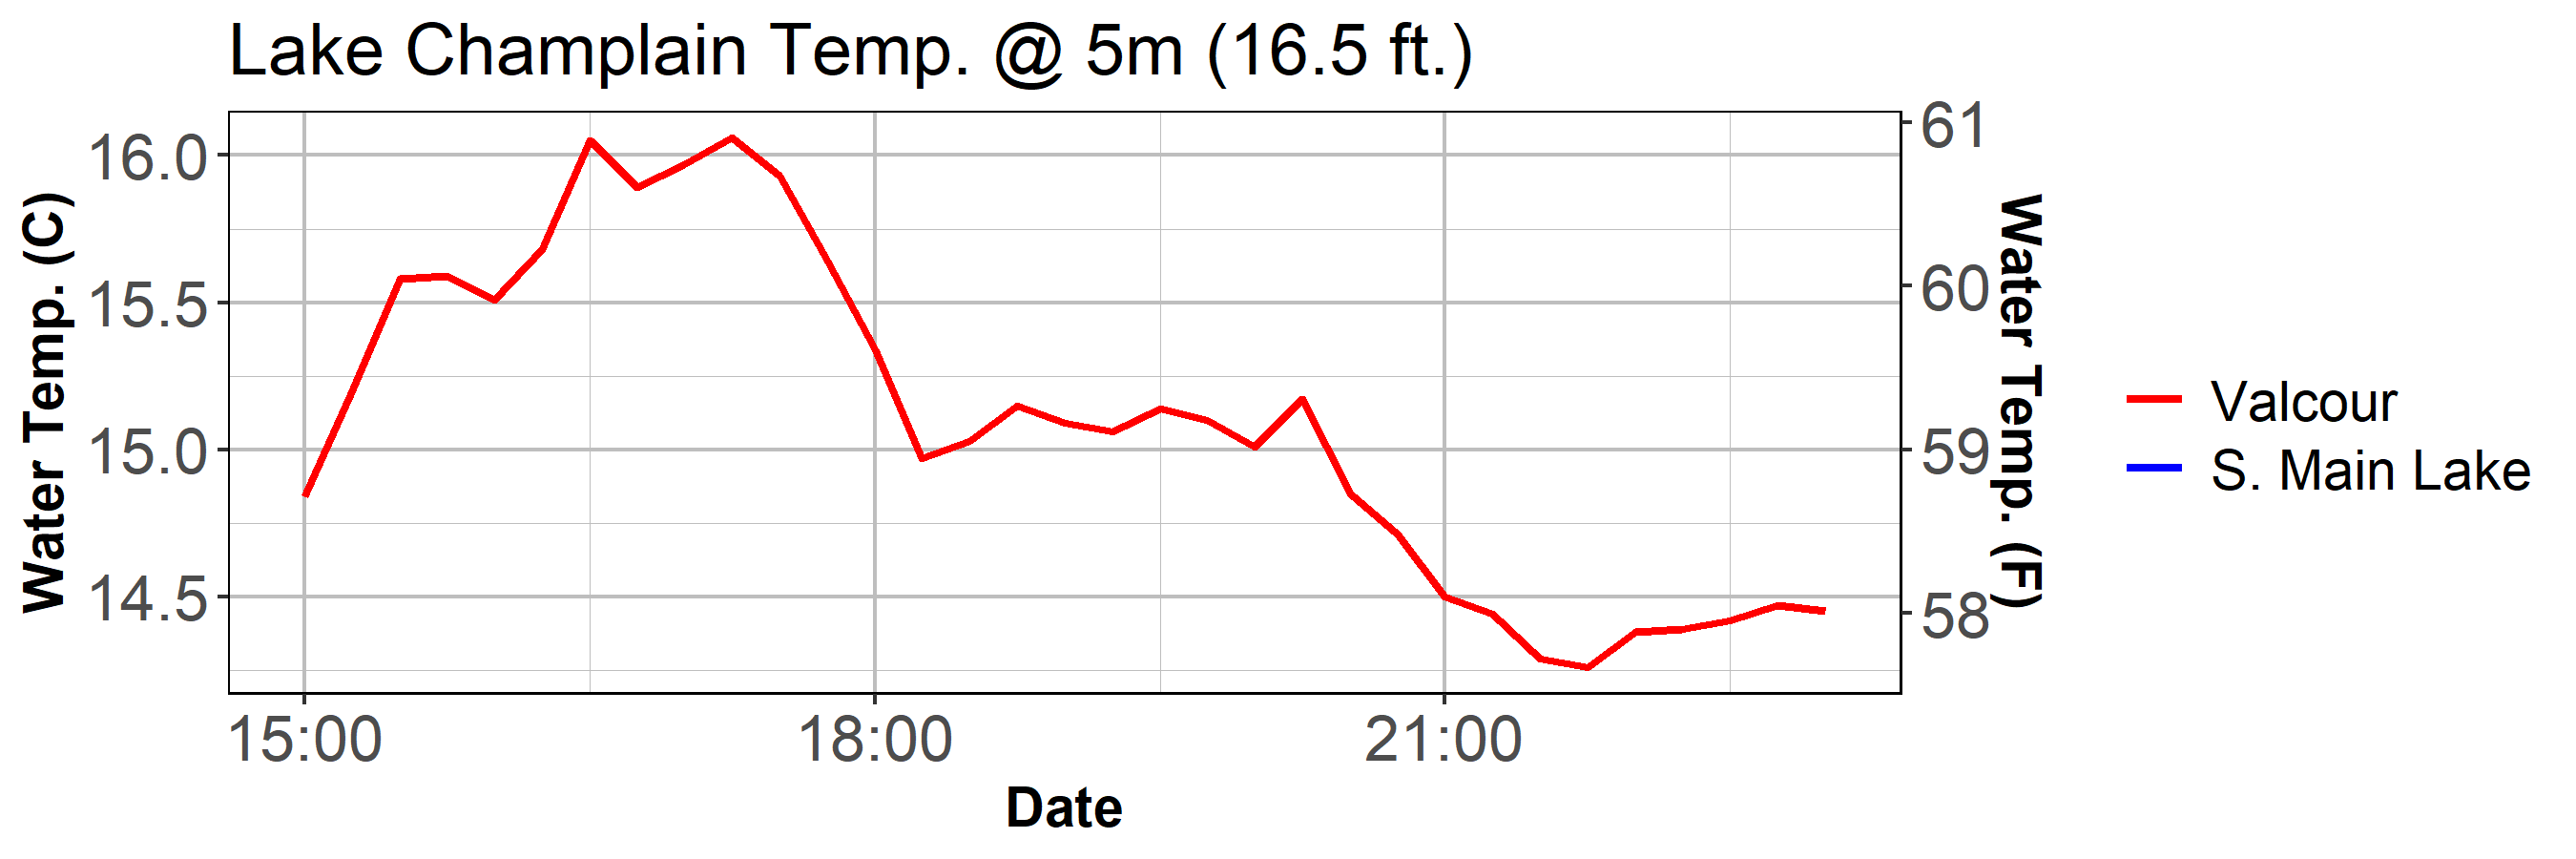 Lake Champlain Temp. @ 5m (16.5 ft.)
Water Temp. (C)
16.0
15.5
15.0
14.5
61
60
59
58
Water Temp. (F)
15:00 18:00 21:00
Date
Valcour
S. Main Lake